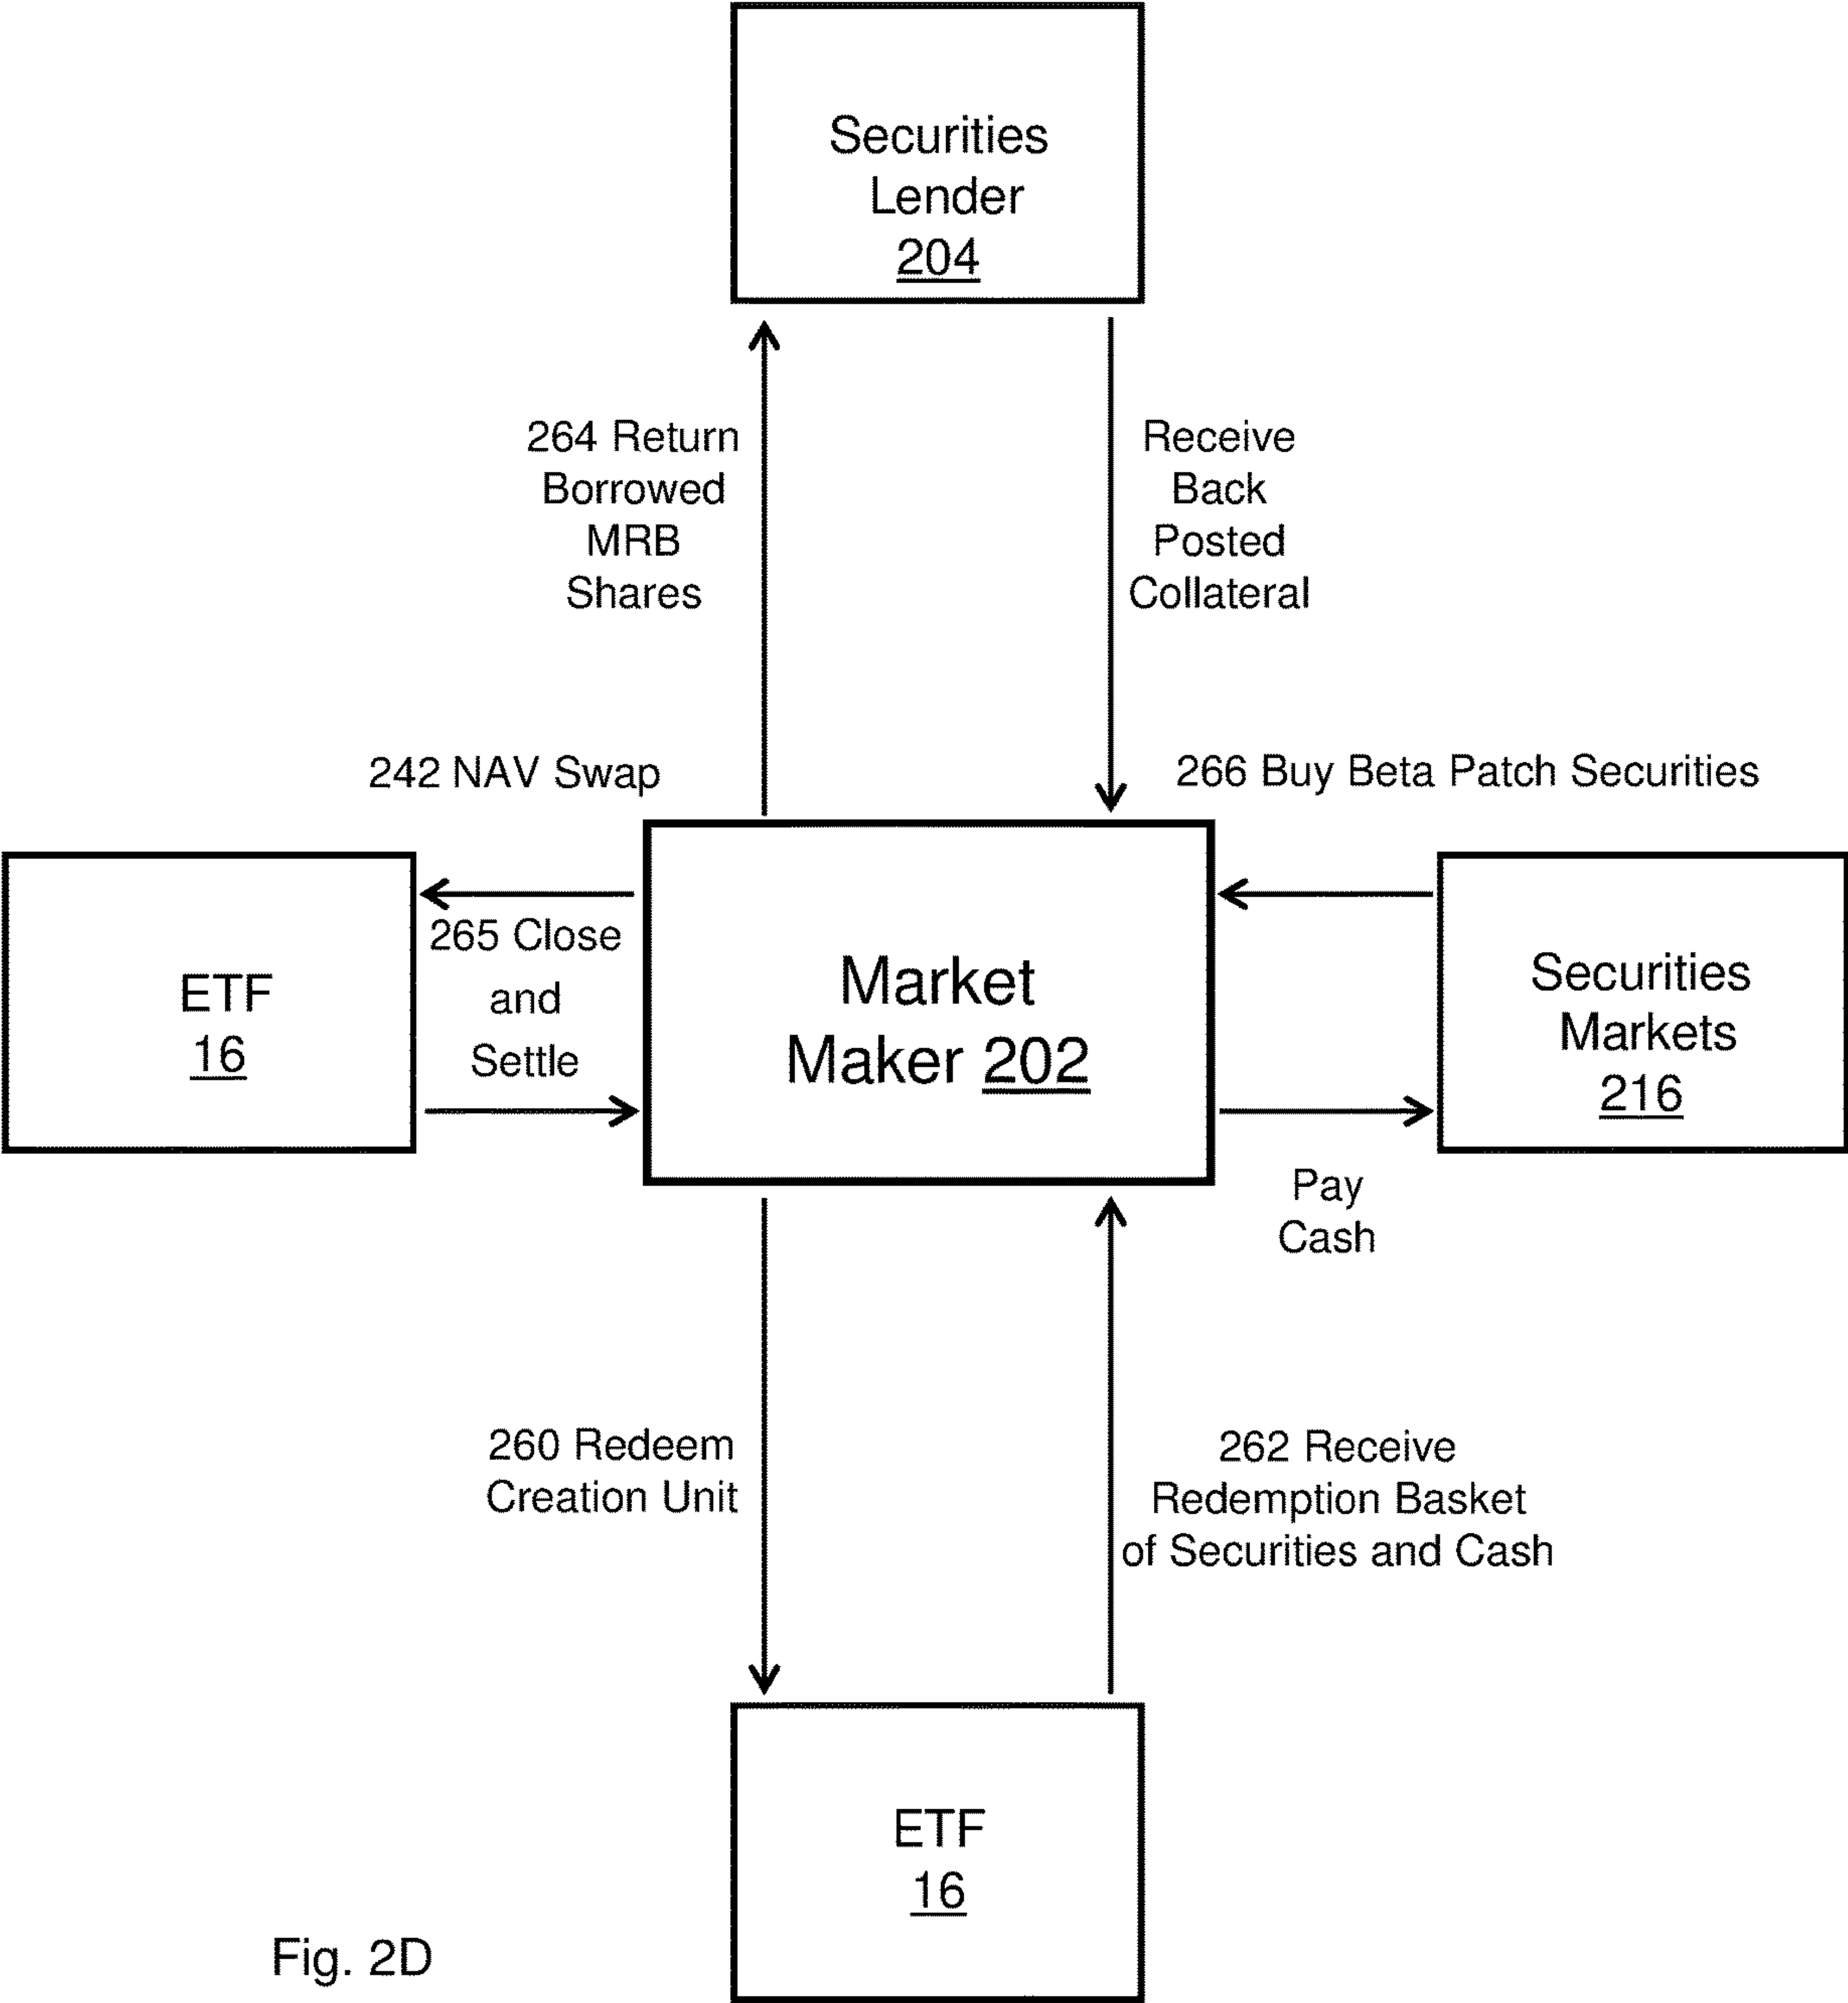 Securities
Lender
204
264 Return
Borrowed
MRB
Shares
Receive
Back
Posted
Collateral
242 NAV Swap
266 Buy Beta Patch Securities
ETF
16
265 Close
and
Settle
Market
Maker 202
Securities
Markets
216
Pay
Cash
260 Redeem
Creation Unit
262 Receive
Redemption Basket
of Securities and Cash
ETF
16
Fig. 2D